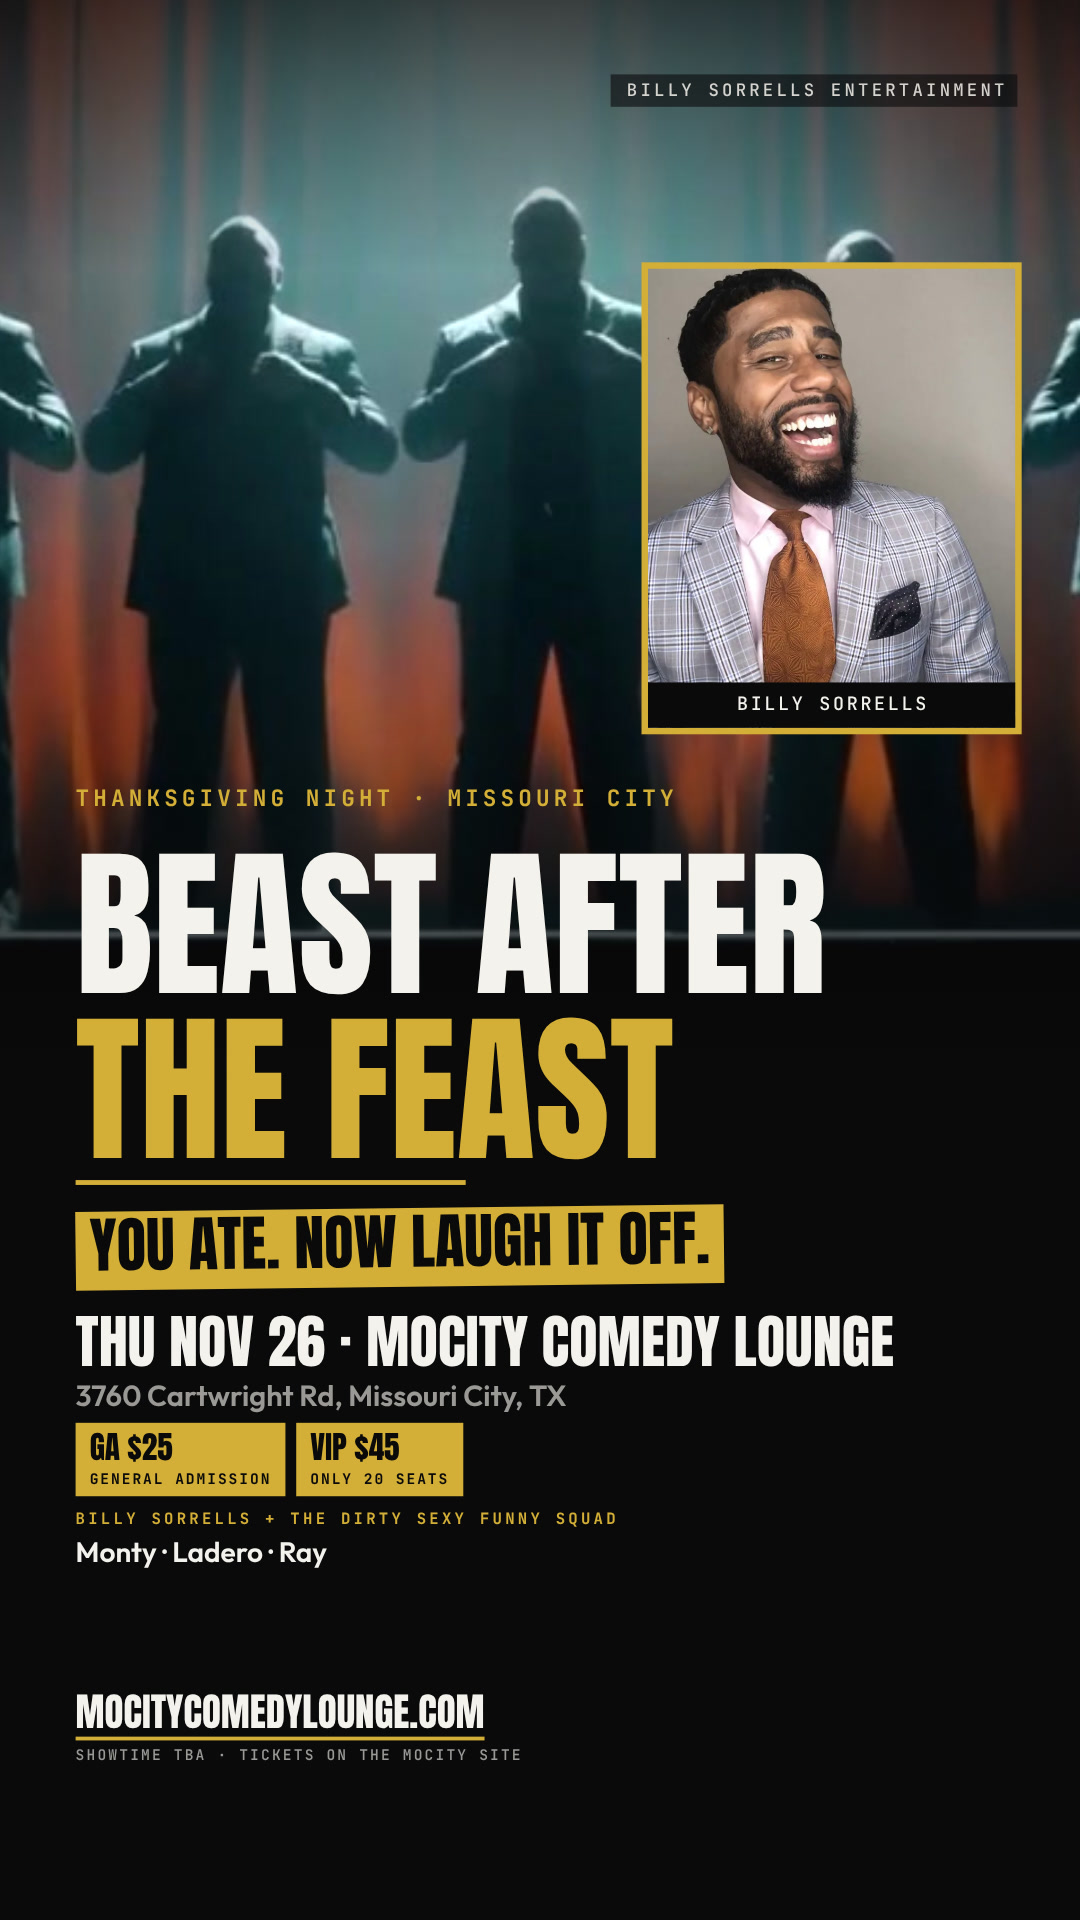 BILLY SORRELLS ENTERTAINMENT
BILLY SORRELLS
THANKSGIVING NIGHT · MISSOURI CITY
BEAST AFTER
THE FEAST
YOU ATE. NOW LAUGH IT OFF.
THU NOV 26 · MOCITY COMEDY LOUNGE
3760 Cartwright Rd, Missouri City, TX
GA $25
GENERAL ADMISSION
VIP $45
ONLY 20 SEATS
BILLY SORRELLS + THE DIRTY SEXY FUNNY SQUAD
Monty · Ladero · Ray
MOCITYCOMEDYLOUNGE.COM
SHOWTIME TBA · TICKETS ON THE MOCITY SITE